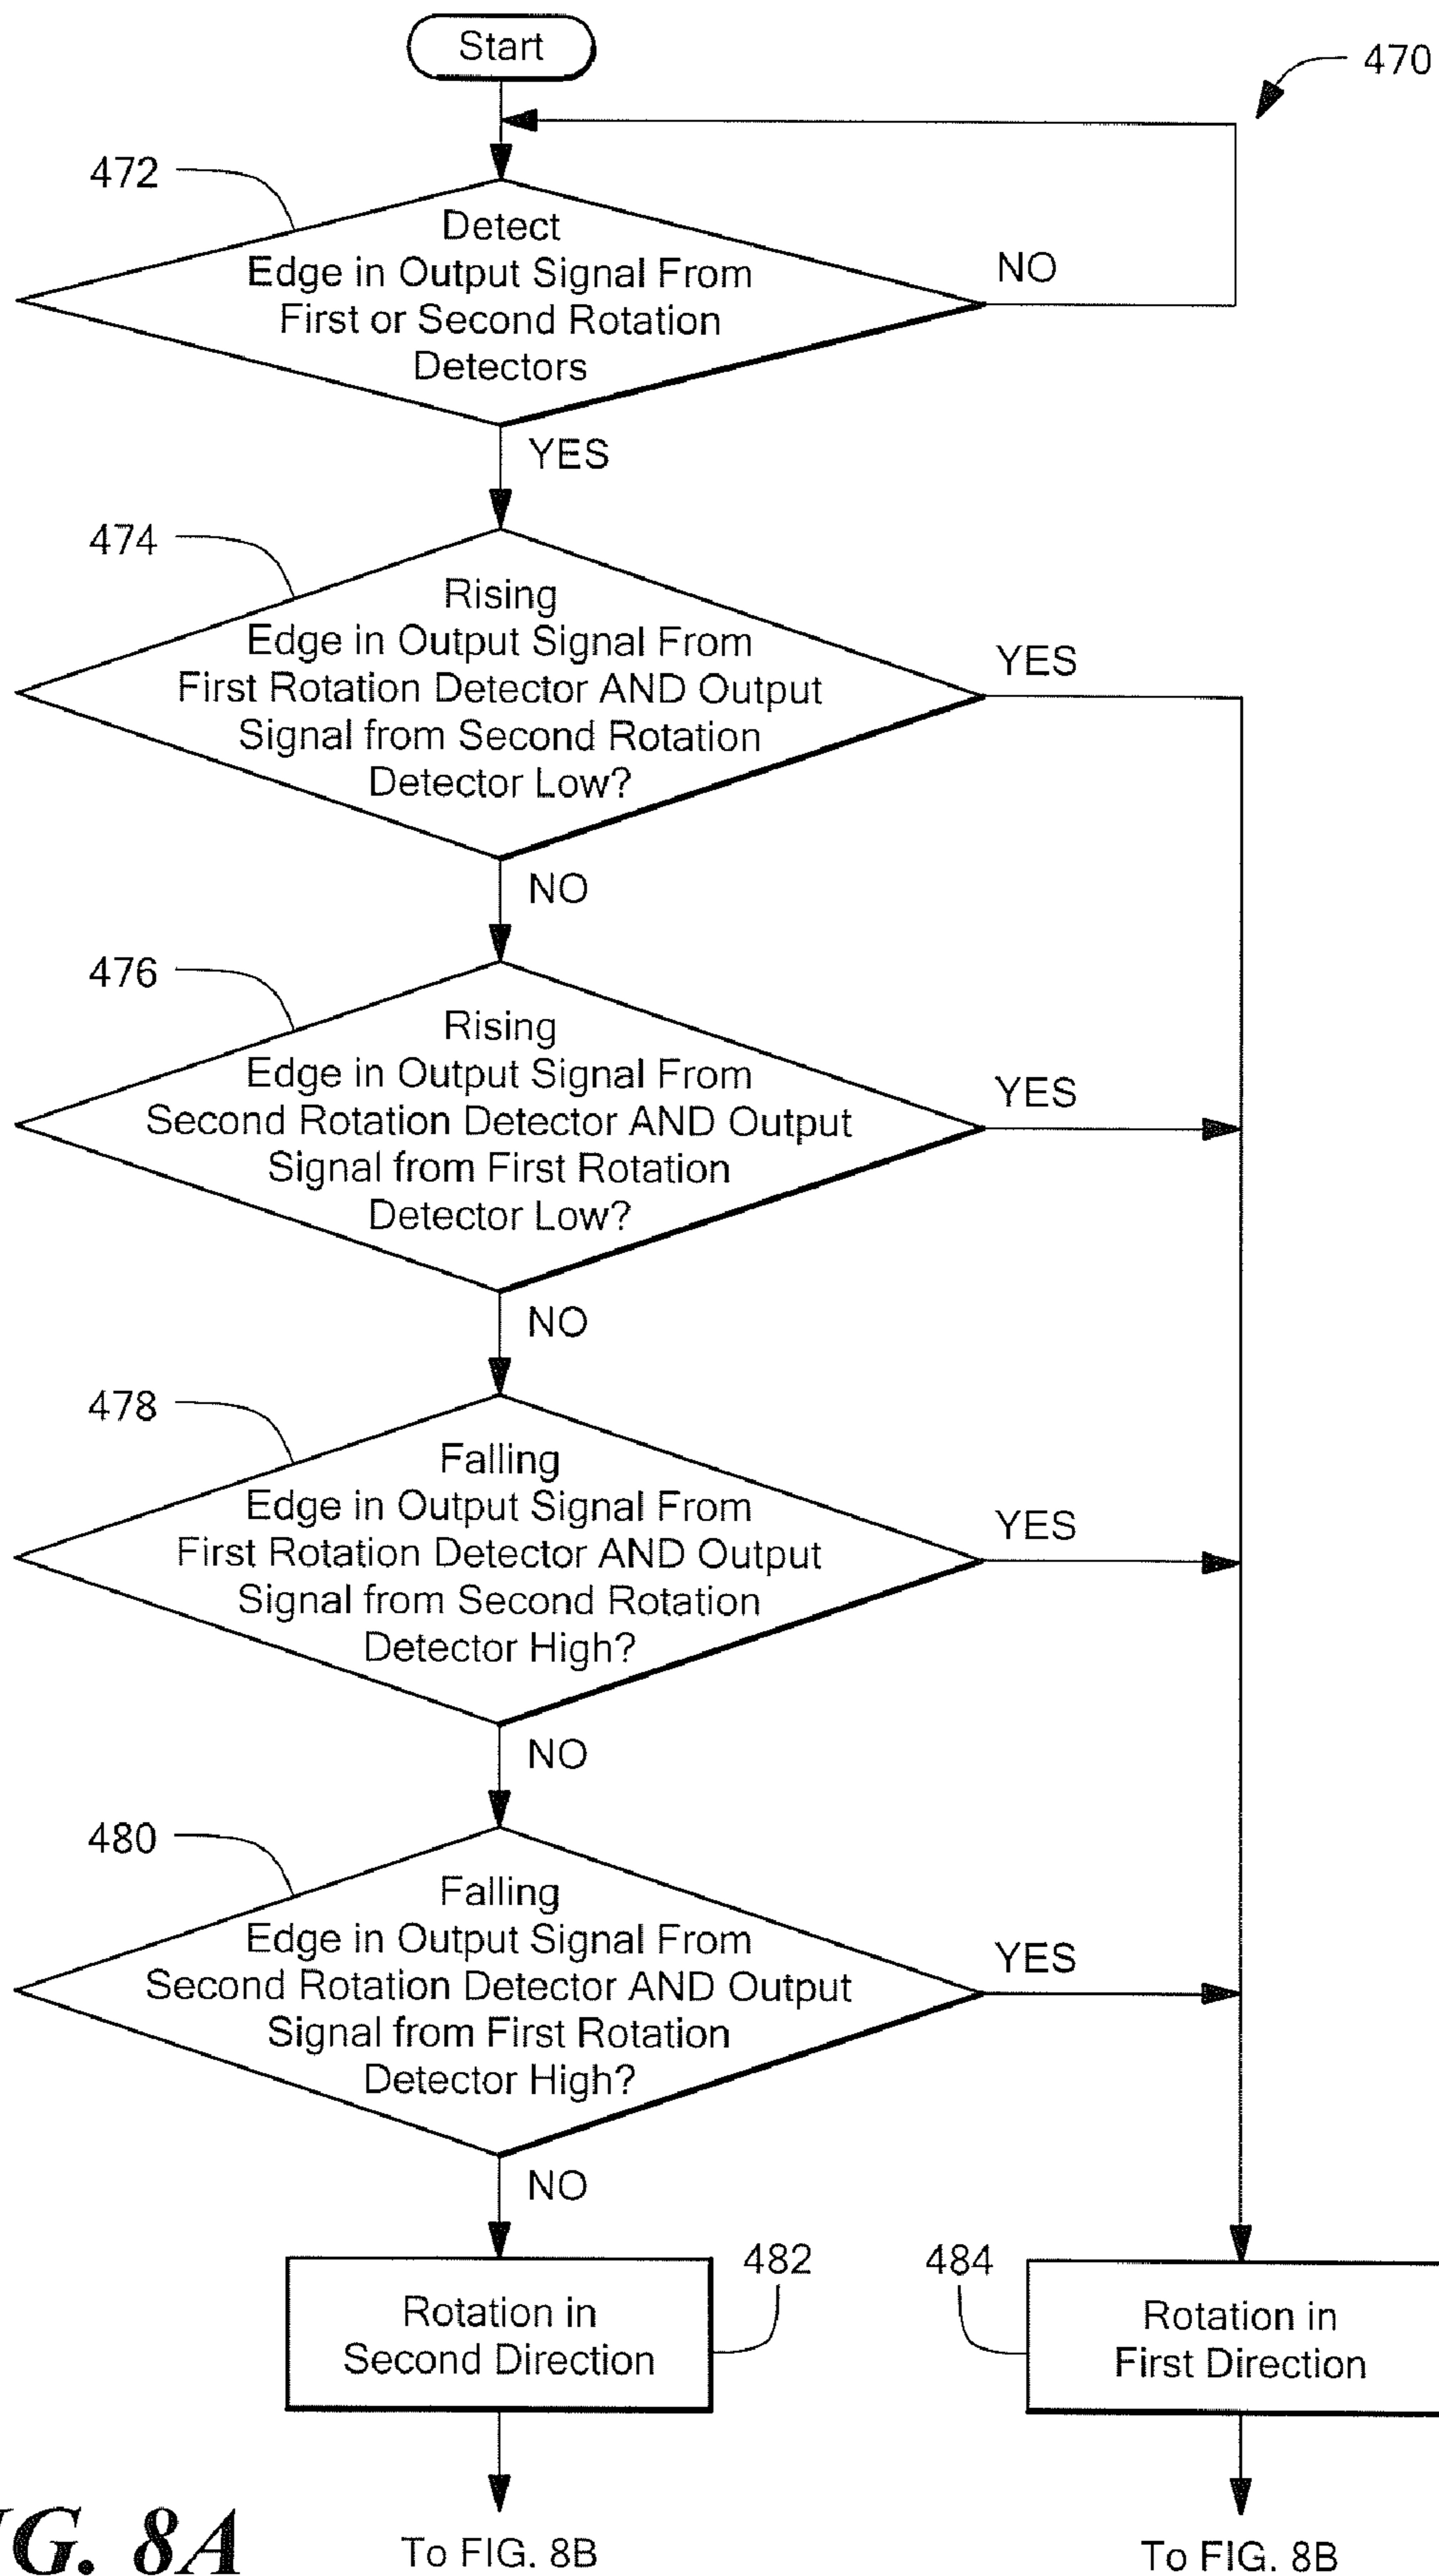 Start
470
472
Detect
Edge in Output Signal From
First or Second Rotation
Detectors
NO
YES
474
Rising
Edge in Output Signal From
First Rotation Detector AND Output
Signal from Second Rotation
Detector Low?
YES
NO
476
Rising
Edge in Output Signal From
Second Rotation Detector AND Output
Signal from First Rotation
Detector Low?
YES
NO
478
Falling
Edge in Output Signal From
First Rotation Detector AND Output
Signal from Second Rotation
Detector High?
YES
NO
480
Falling
Edge in Output Signal From
Second Rotation Detector AND Output
Signal from First Rotation
Detector High?
YES
NO
482
Rotation in
Second Direction
484
Rotation in
First Direction
To FIG. 8B
To FIG. 8B
IG. 8A